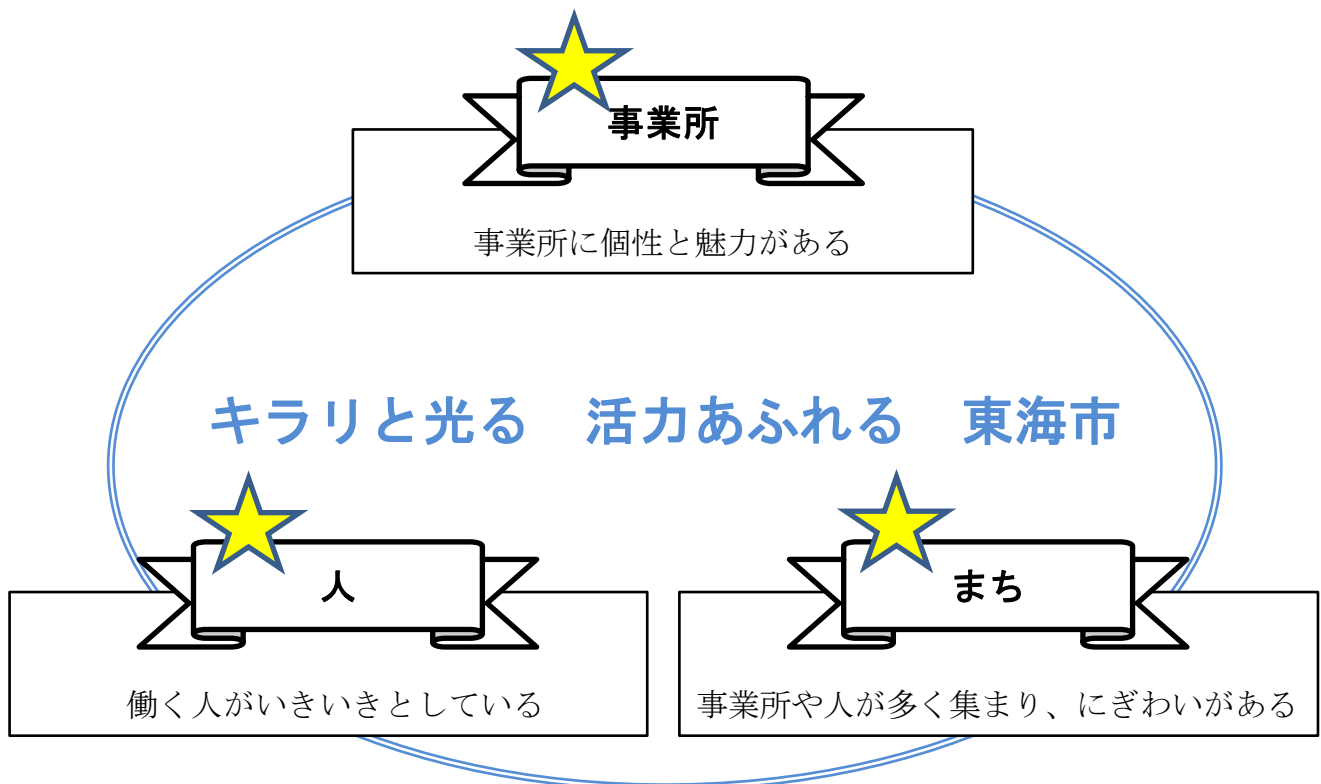 事業所
事業所に個性と魅力がある
キラリと光る　活力あふれる　東海市
人
働く人がいきいきとしている
まち
事業所や人が多く集まり、にぎわいがある